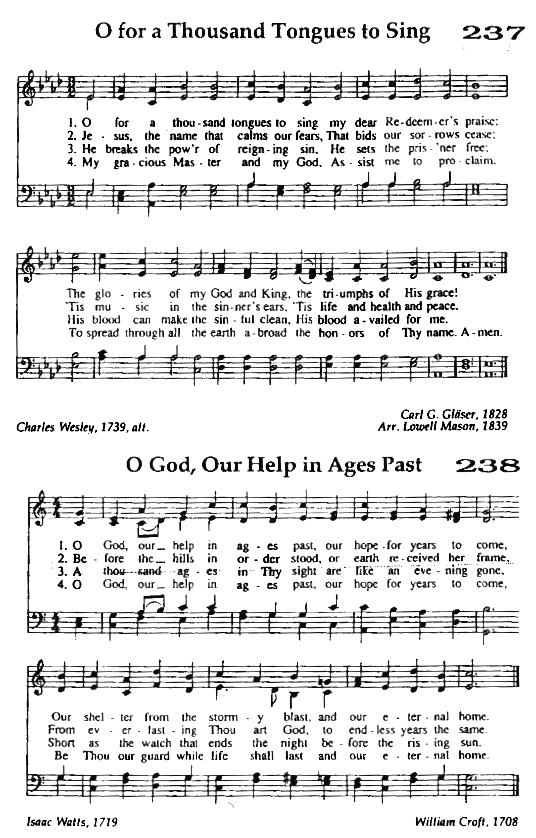 O for a Thousand Tongues to Sing 237
1. O for a thou - sand tongues to sing my dear Re - deem - er's praise;
2. Je - sus, the name that calms our fears, That bids our sor - rows cease;
3. He breaks the pow'r of reign - ing sin, He sets the pris - 'ner free;
4. My gra - cious Mas - ter and my God, As - sist me to pro - claim.
The glo - ries of my God and King, the tri - umphs of His grace!
'Tis mu - sic in the sin - ner's ears, 'Tis life and health and peace.
His blood can make the sin - ful clean, His blood a - vailed for me.
To spread through all the earth a - broad the hon - ors of Thy name. A - men.
Carl G. Gläser, 1828
Charles Wesley, 1739, alt. Arr. Lowell Mason, 1839
O God, Our Help in Ages Past 238
1. O God, our help in ag - es past, our hope for years to come,
2. Be - fore the hills in or - der stood, or earth re - ceived her frame,
3. A thou - sand ag - es in Thy sight are like an eve - ning gone,
4. O God, our help in ag - es past, our hope for years to come,
Our shel - ter from the storm - y blast, and our e - ter - nal home.
From ev - er - last - ing Thou art God, to end - less years the same.
Short as the watch that ends the night be - fore the ris - ing sun.
Be Thou our guard while life shall last and our e - ter - nal home.
Isaac Watts, 1719 William Croft, 1708